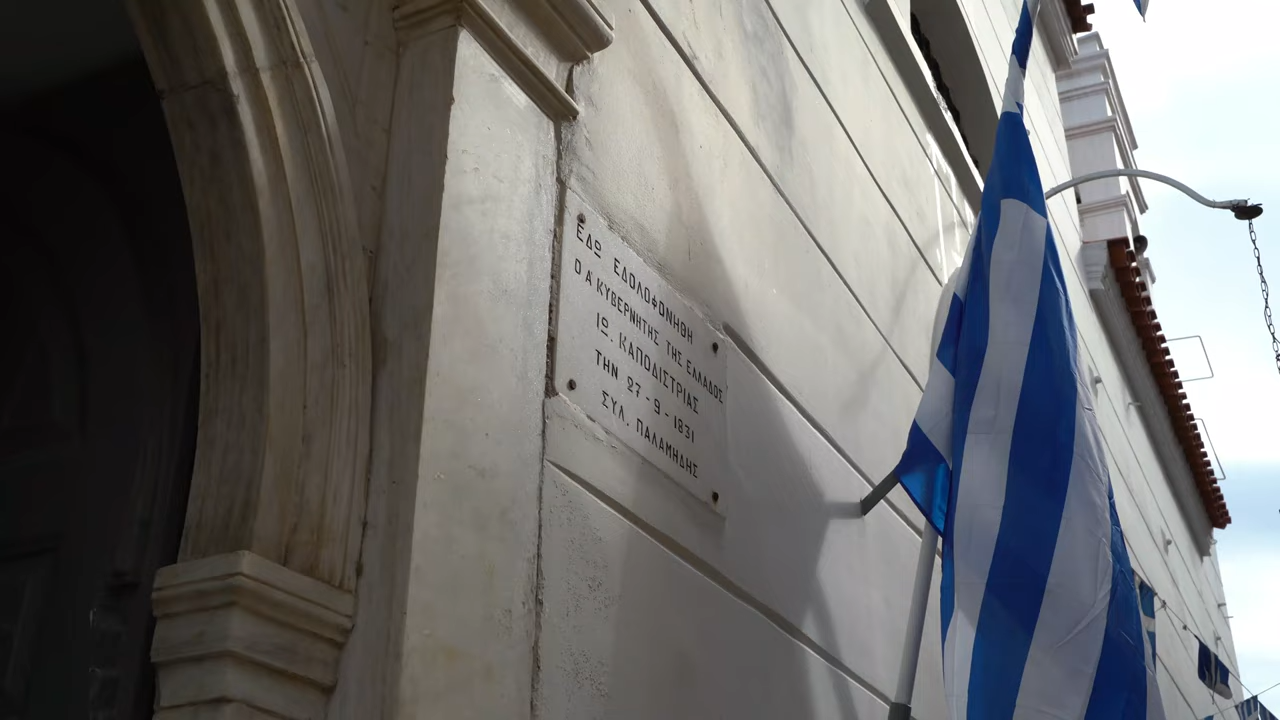 ΕΔΩ ΕΔΟΛΟΦΟΝΗΘΗ
Ο Α' ΚΥΒΕΡΝΗΤΗΣ ΤΗΣ ΕΛΛΑΔΟΣ
ΙΩ. ΚΑΠΟΔΙΣΤΡΙΑΣ
ΤΗΝ 27-9-1831
ΣΥΛ. ΠΑΛΑΜΗΔΗΣ